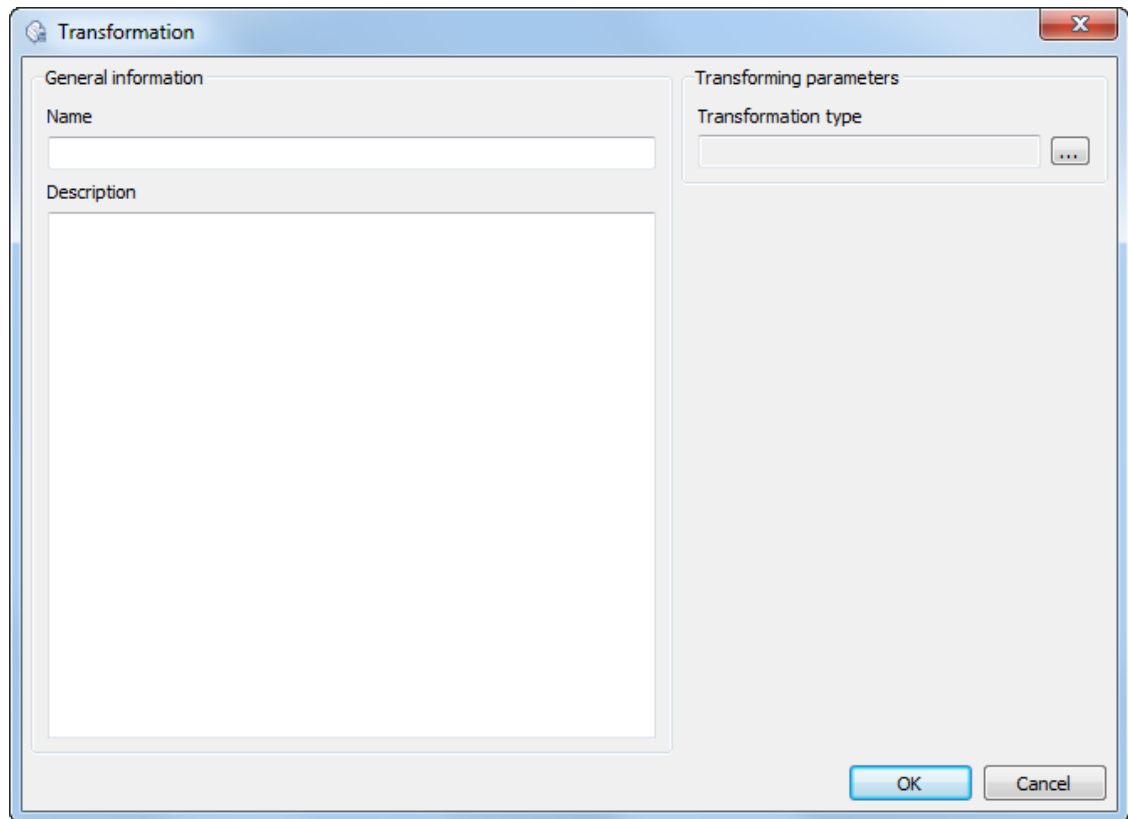 Transformation
General information
Name
Description
Transforming parameters
Transformation type
...
OK
Cancel